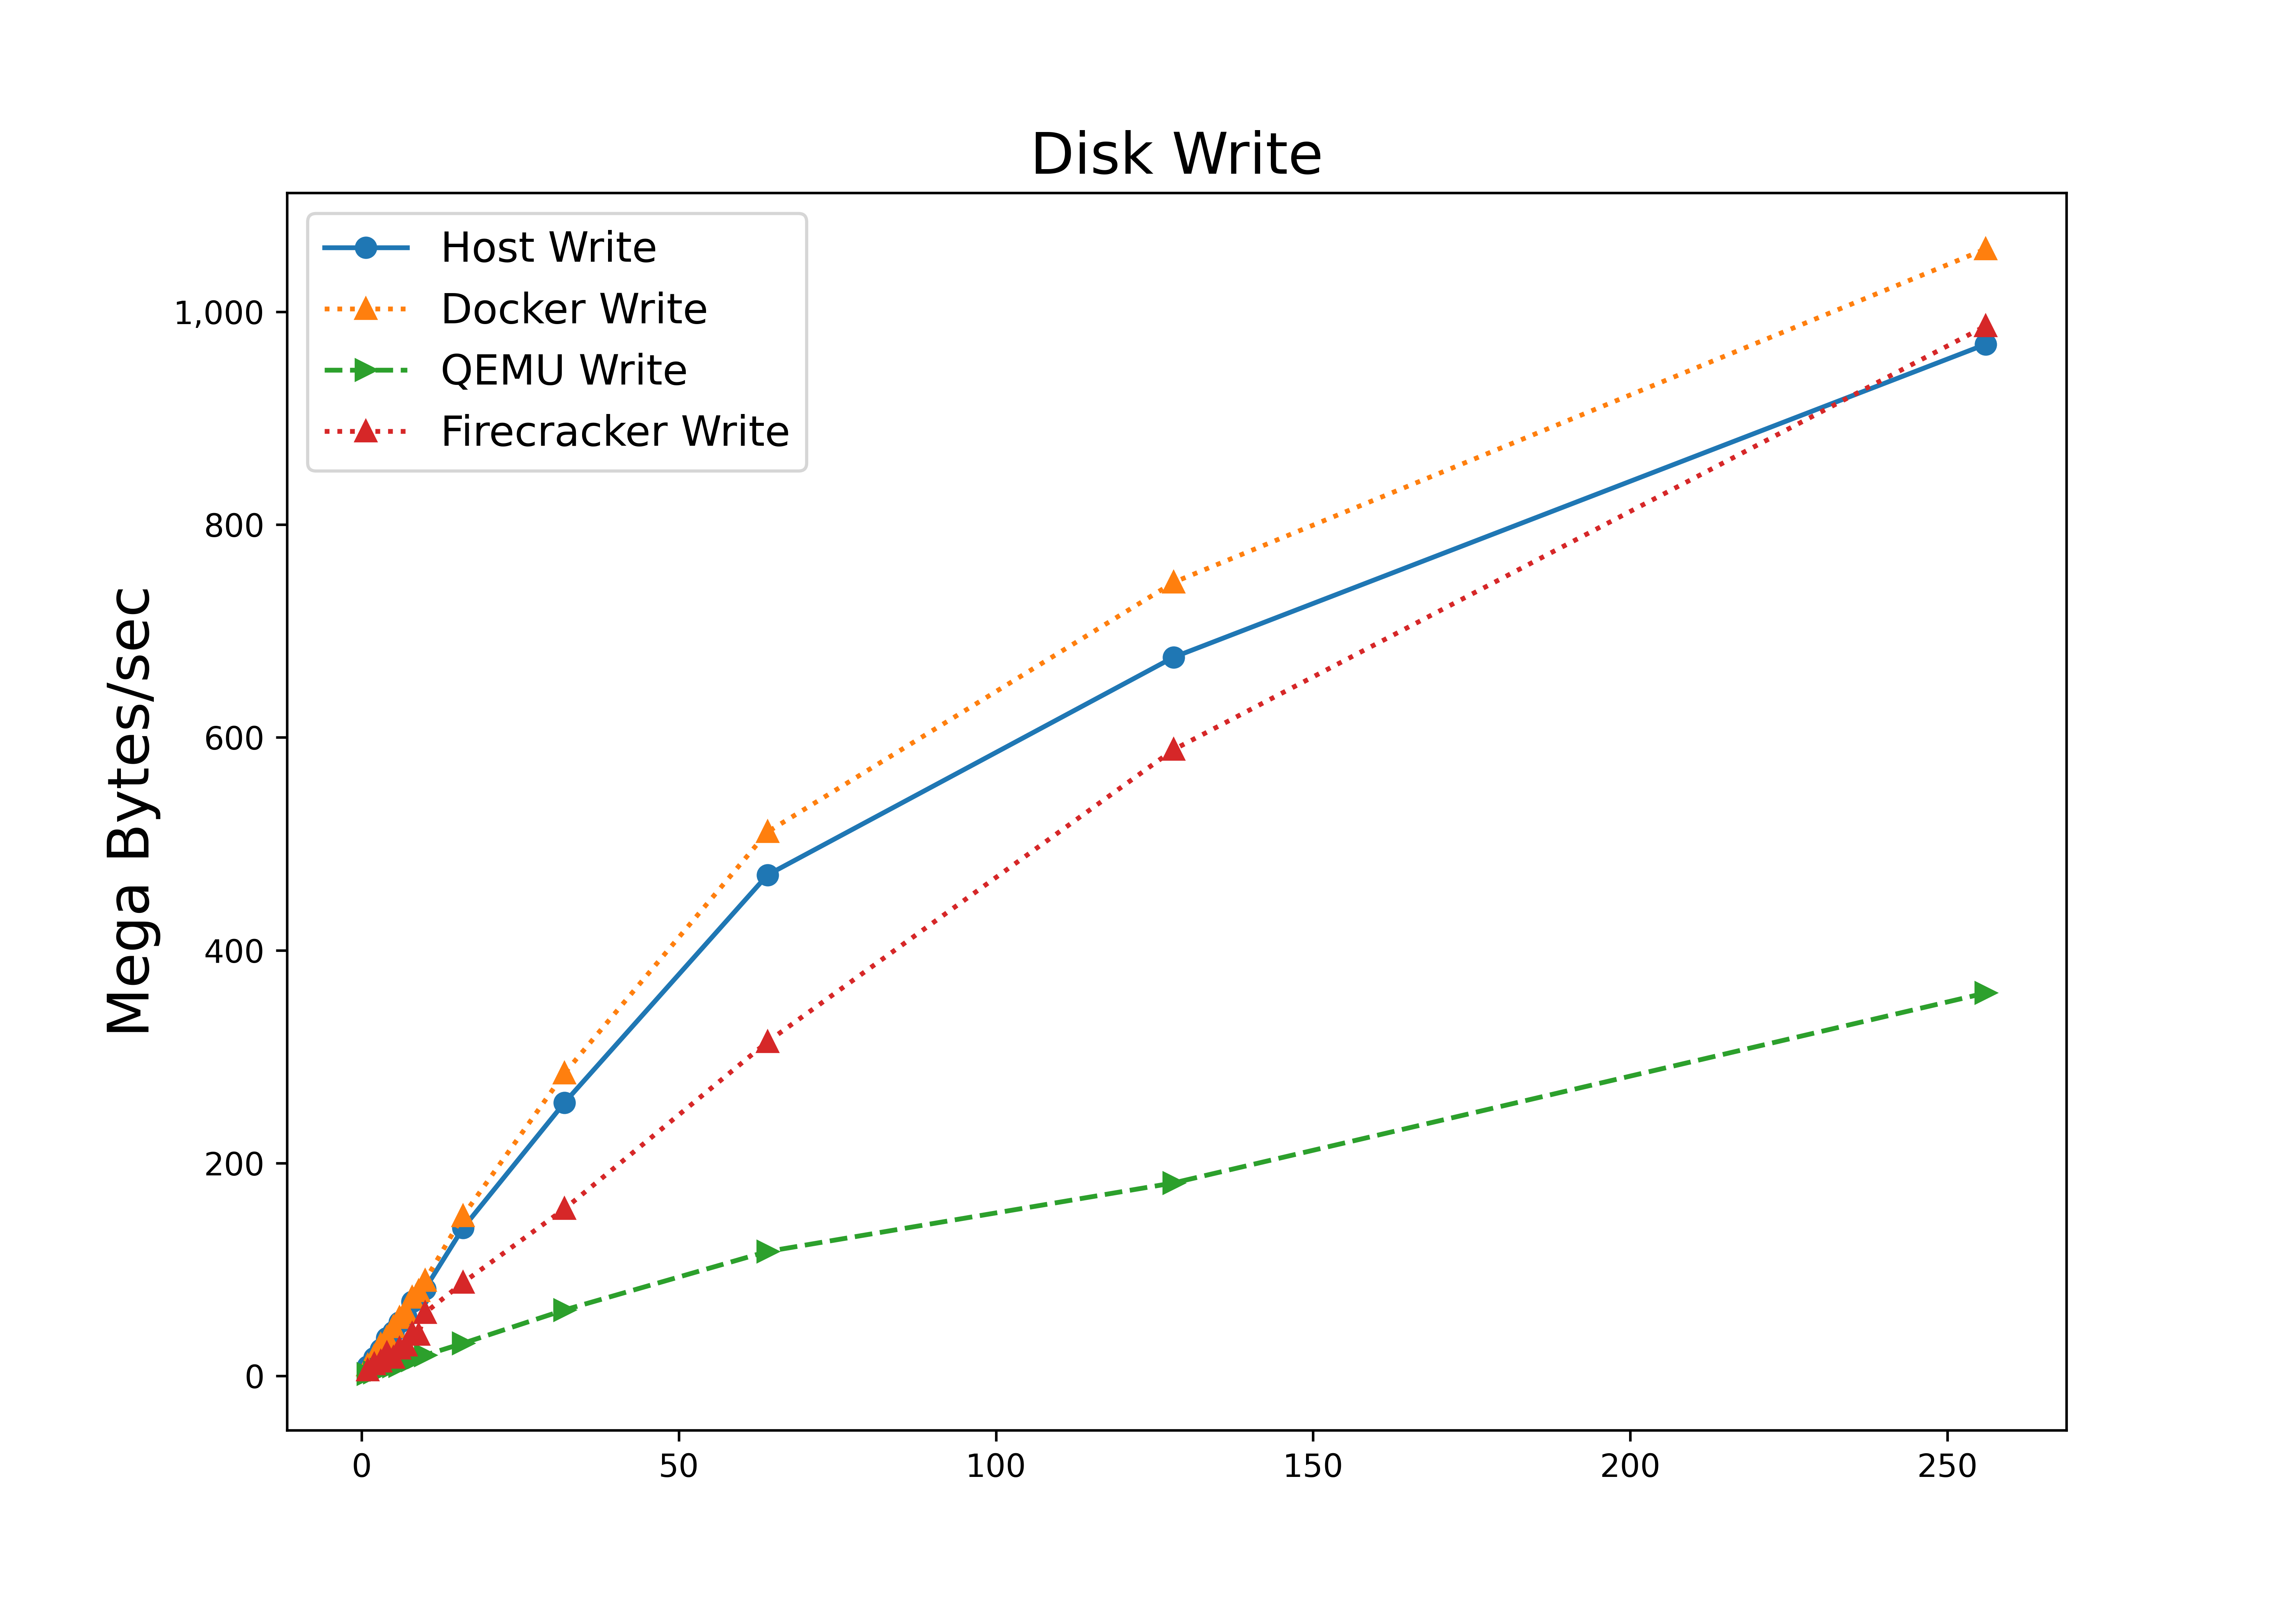 Disk Write
Host Write
Docker Write
QEMU Write
Firecracker Write
Mega Bytes/sec
1,000
800
600
400
200
0
0 50 100 150 200 250